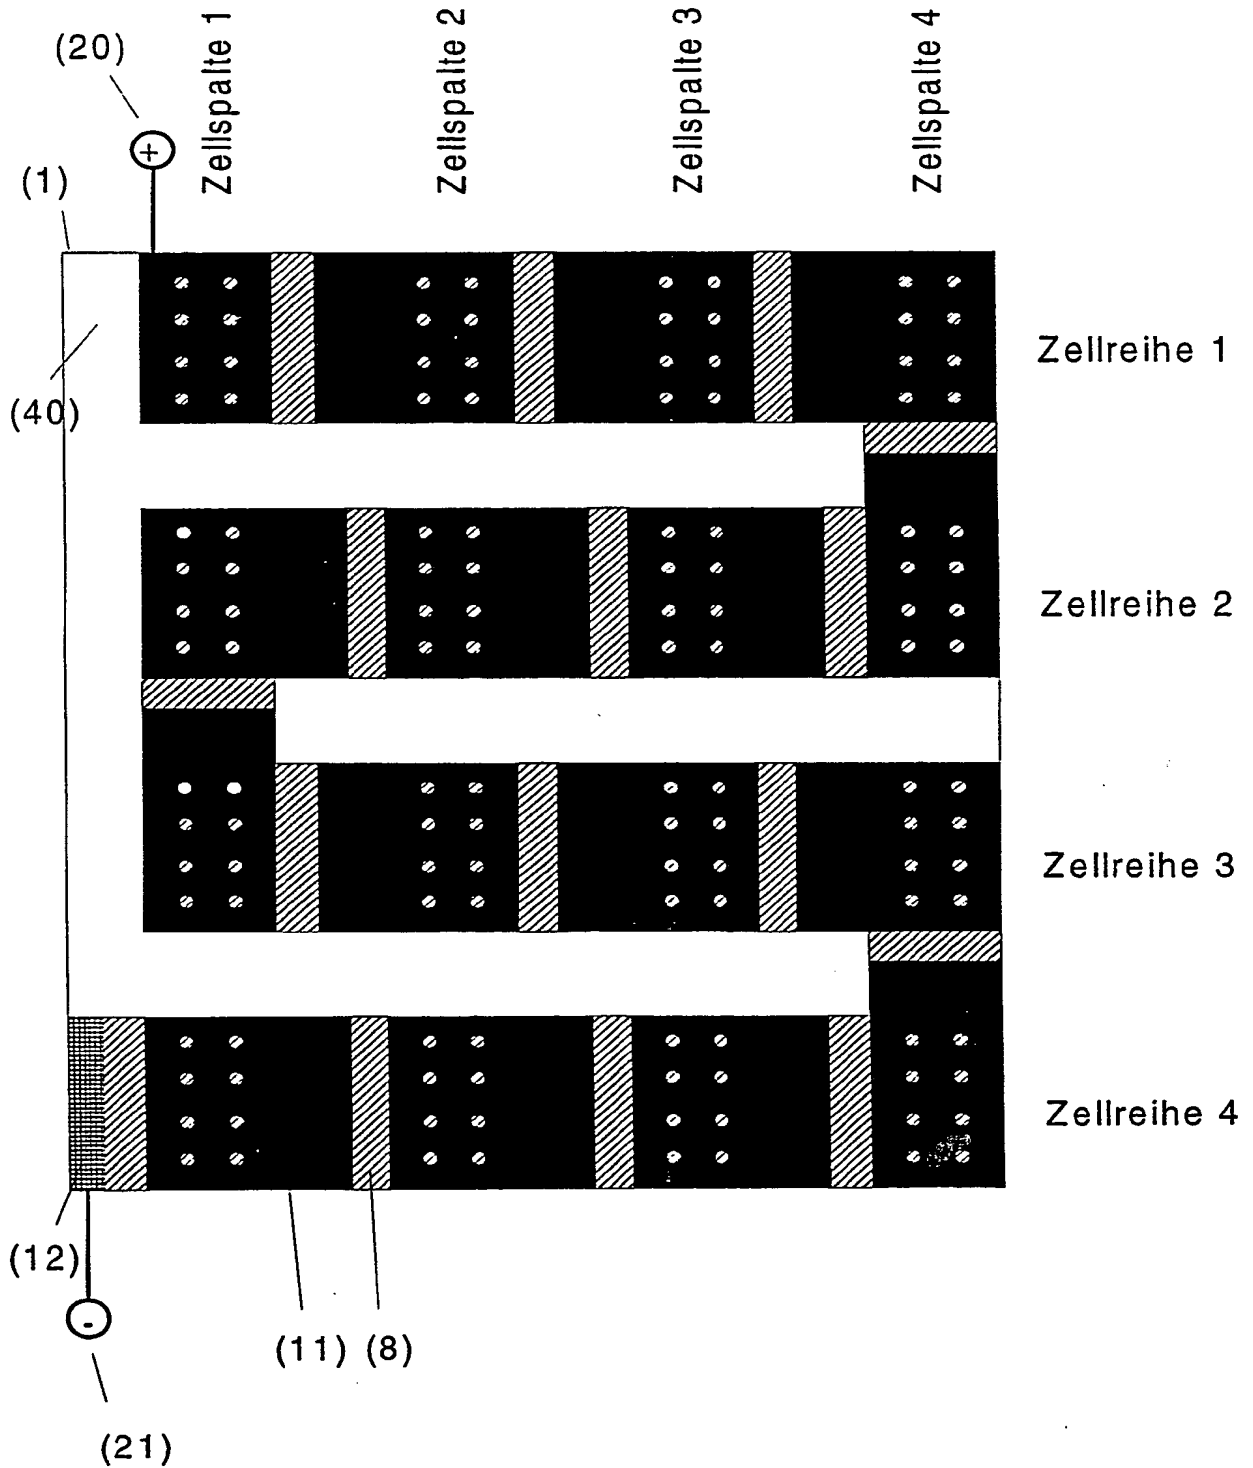 Zellspalte 1
Zellspalte 2
Zellspalte 3
Zellspalte 4
(20)
+
(1)
Zellreihe 1
(40)
Zellreihe 2
Zellreihe 3
Zellreihe 4
(12)
-
(11) (8)
(21)